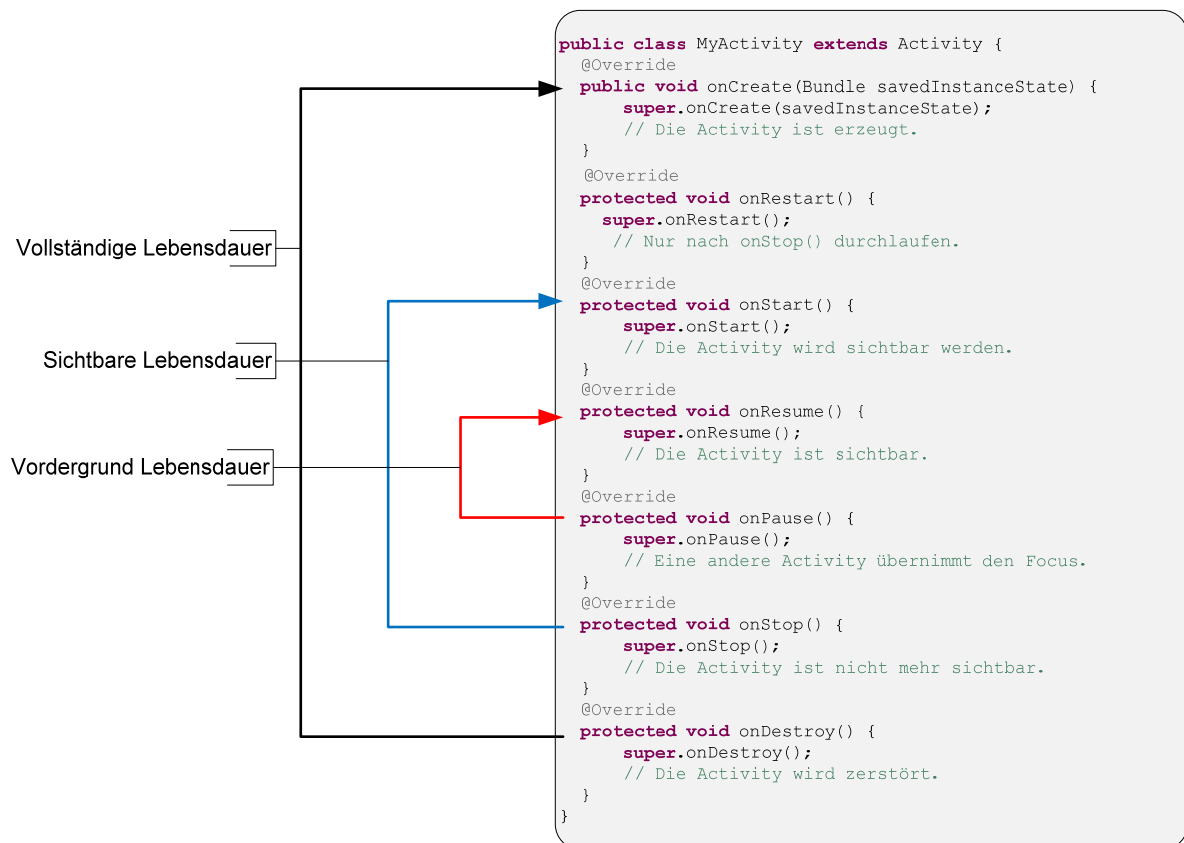 public class MyActivity extends Activity {
@Override
public void onCreate(Bundle savedInstanceState) {
super.onCreate(savedInstanceState);
// Die Activity ist erzeugt.
}
@Override
protected void onRestart() {
super.onRestart();
// Nur nach onStop() durchlaufen.
}
@Override
protected void onStart() {
super.onStart();
// Die Activity wird sichtbar werden.
}
@Override
protected void onResume() {
super.onResume();
// Die Activity ist sichtbar.
}
@Override
protected void onPause() {
super.onPause();
// Eine andere Activity übernimmt den Focus.
}
@Override
protected void onStop() {
super.onStop();
// Die Activity ist nicht mehr sichtbar.
}
@Override
protected void onDestroy() {
super.onDestroy();
// Die Activity wird zerstört.
}
}
Vollständige Lebensdauer
Sichtbare Lebensdauer
Vordergrund Lebensdauer